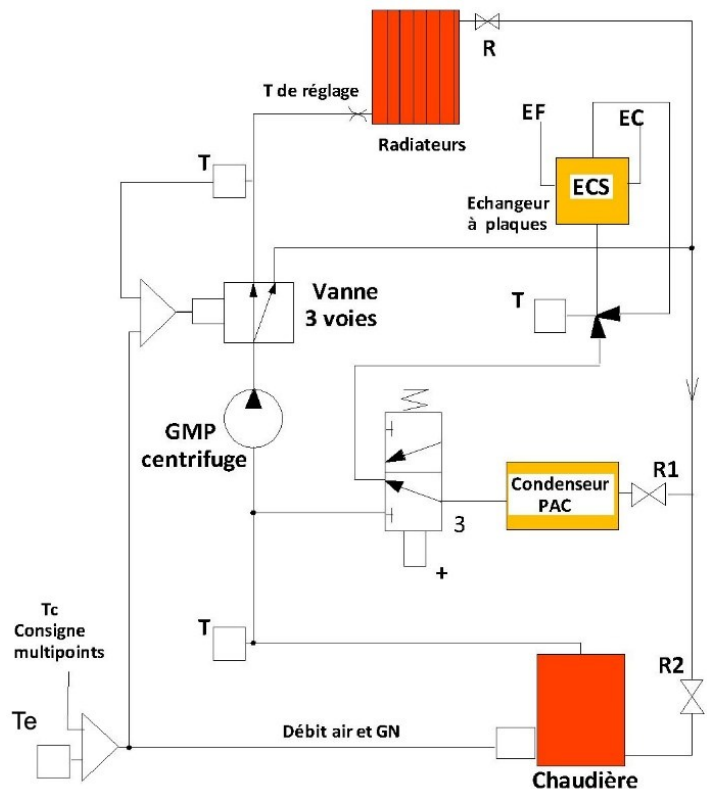 R
T de réglage
Radiateurs
EF
EC
ECS
Echangeur
à plaques
T
Vanne
3 voies
T
GMP
centrifuge
Condenseur
PAC
R1
3
+
Tc
Consigne
multipoints
T
R2
Te
Débit air et GN
Chaudière